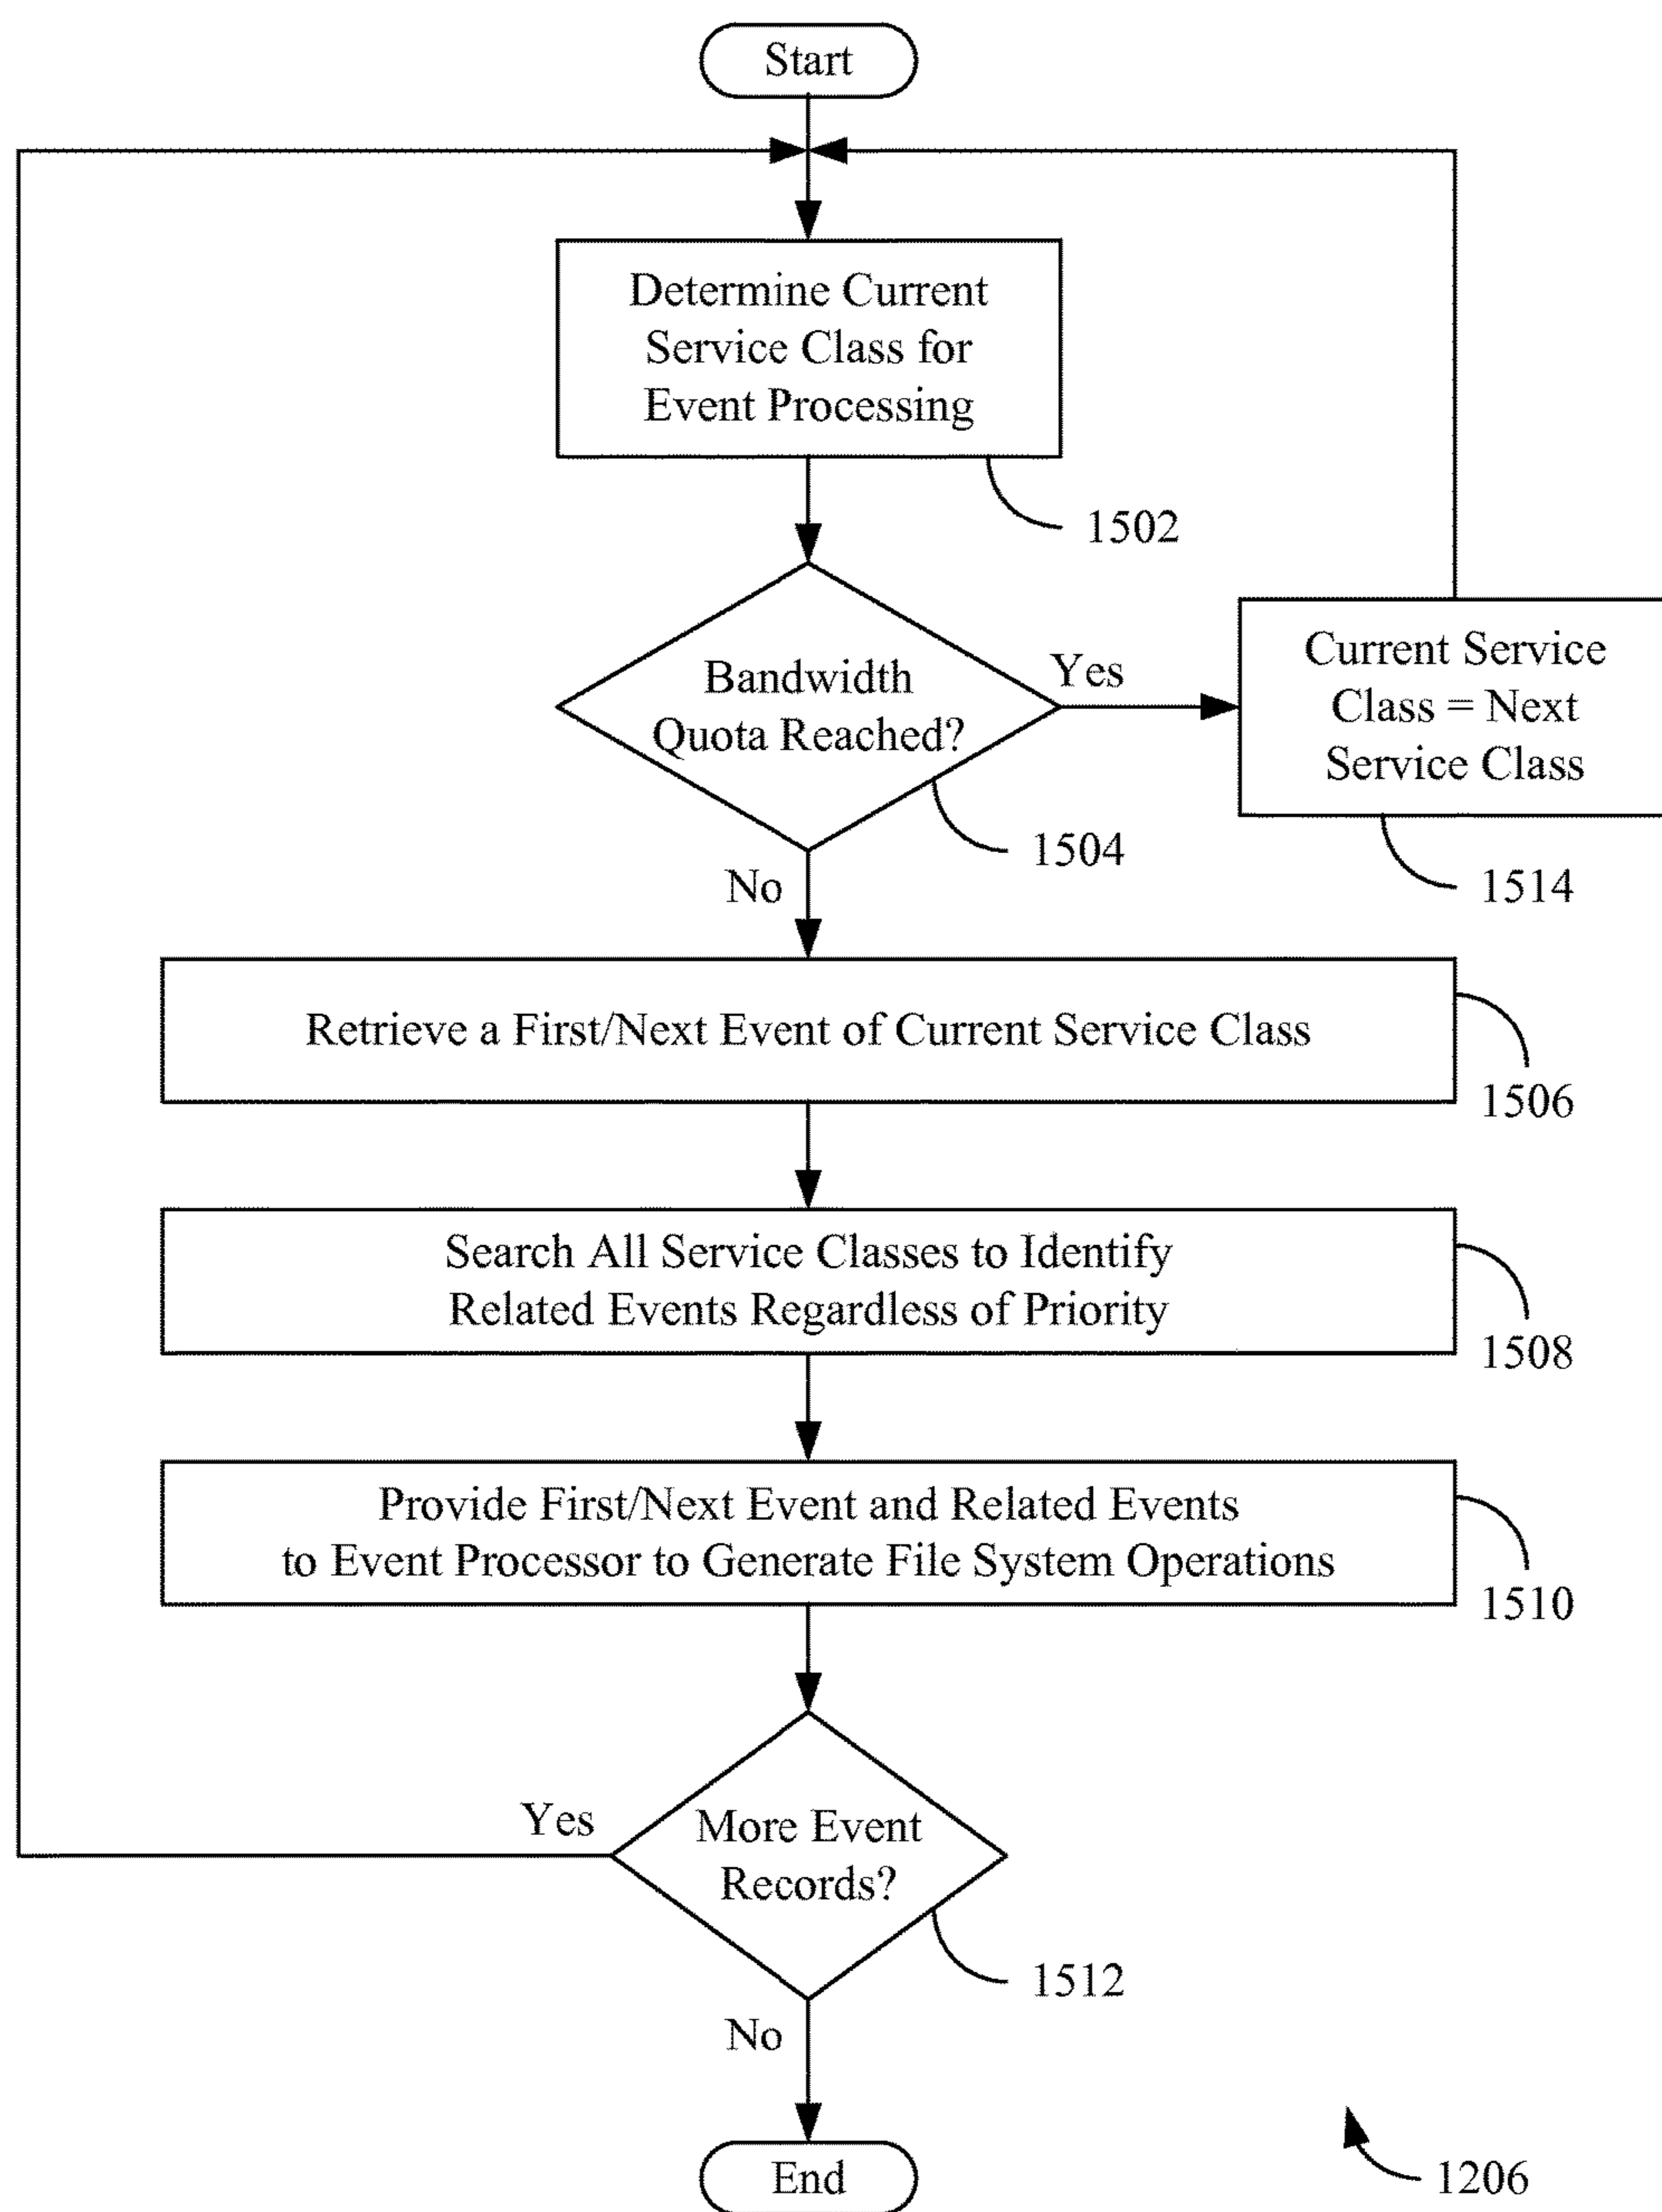 Start
Determine Current
Service Class for
Event Processing
1502
Bandwidth
Quota Reached?
Yes
Current Service
Class = Next
Service Class
1504
1514
No
Retrieve a First/Next Event of Current Service Class
1506
Search All Service Classes to Identify
Related Events Regardless of Priority
1508
Provide First/Next Event and Related Events
to Event Processor to Generate File System Operations
1510
Yes
More Event
Records?
1512
No
End
1206